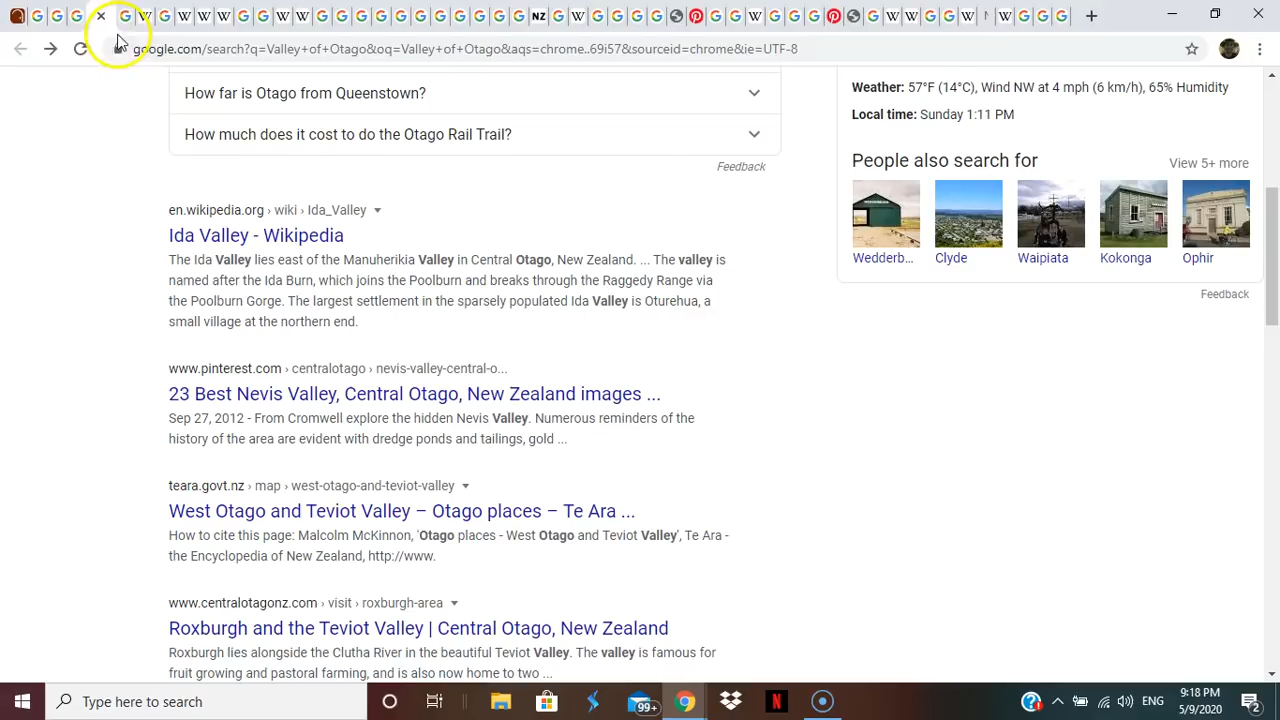 NZ
google.com/search?q=Valley+of+Otago&oq=Valley+of+Otago&aqs=chrome..69i57&sourceid=chrome&ie=UTF-8
How far is Otago from Queenstown?
How much does it cost to do the Otago Rail Trail?
Feedback
en.wikipedia.org › wiki › Ida_Valley
Ida Valley - Wikipedia
The Ida Valley lies east of the Manuherikia Valley in Central Otago, New Zealand. ... The valley is
named after the Ida Burn, which joins the Poolburn and breaks through the Raggedy Range via
the Poolburn Gorge. The largest settlement in the sparsely populated Ida Valley is Oturehua, a
small village at the northern end.
www.pinterest.com › centralotago › nevis-valley-central-o...
23 Best Nevis Valley, Central Otago, New Zealand images ...
Sep 27, 2012 - From Cromwell explore the hidden Nevis Valley. Numerous reminders of the
history of the area are evident with dredge ponds and tailings, gold ...
teara.govt.nz › map › west-otago-and-teviot-valley
West Otago and Teviot Valley – Otago places – Te Ara ...
How to cite this page: Malcolm McKinnon, 'Otago places - West Otago and Teviot Valley', Te Ara -
the Encyclopedia of New Zealand, http://www.
www.centralotagonz.com › visit › roxburgh-area
Roxburgh and the Teviot Valley | Central Otago, New Zealand
Roxburgh lies alongside the Clutha River in the beautiful Teviot Valley. The valley is famous for
fruit growing and pastoral farming, and is also now home to two ...
Weather: 57°F (14°C), Wind NW at 4 mph (6 km/h), 65% Humidity
Local time: Sunday 1:11 PM
People also search for
View 5+ more
Wedderb... Clyde Waipiata Kokonga Ophir
Feedback
Type here to search
99+
N
ENG
9:18 PM
5/9/2020
2